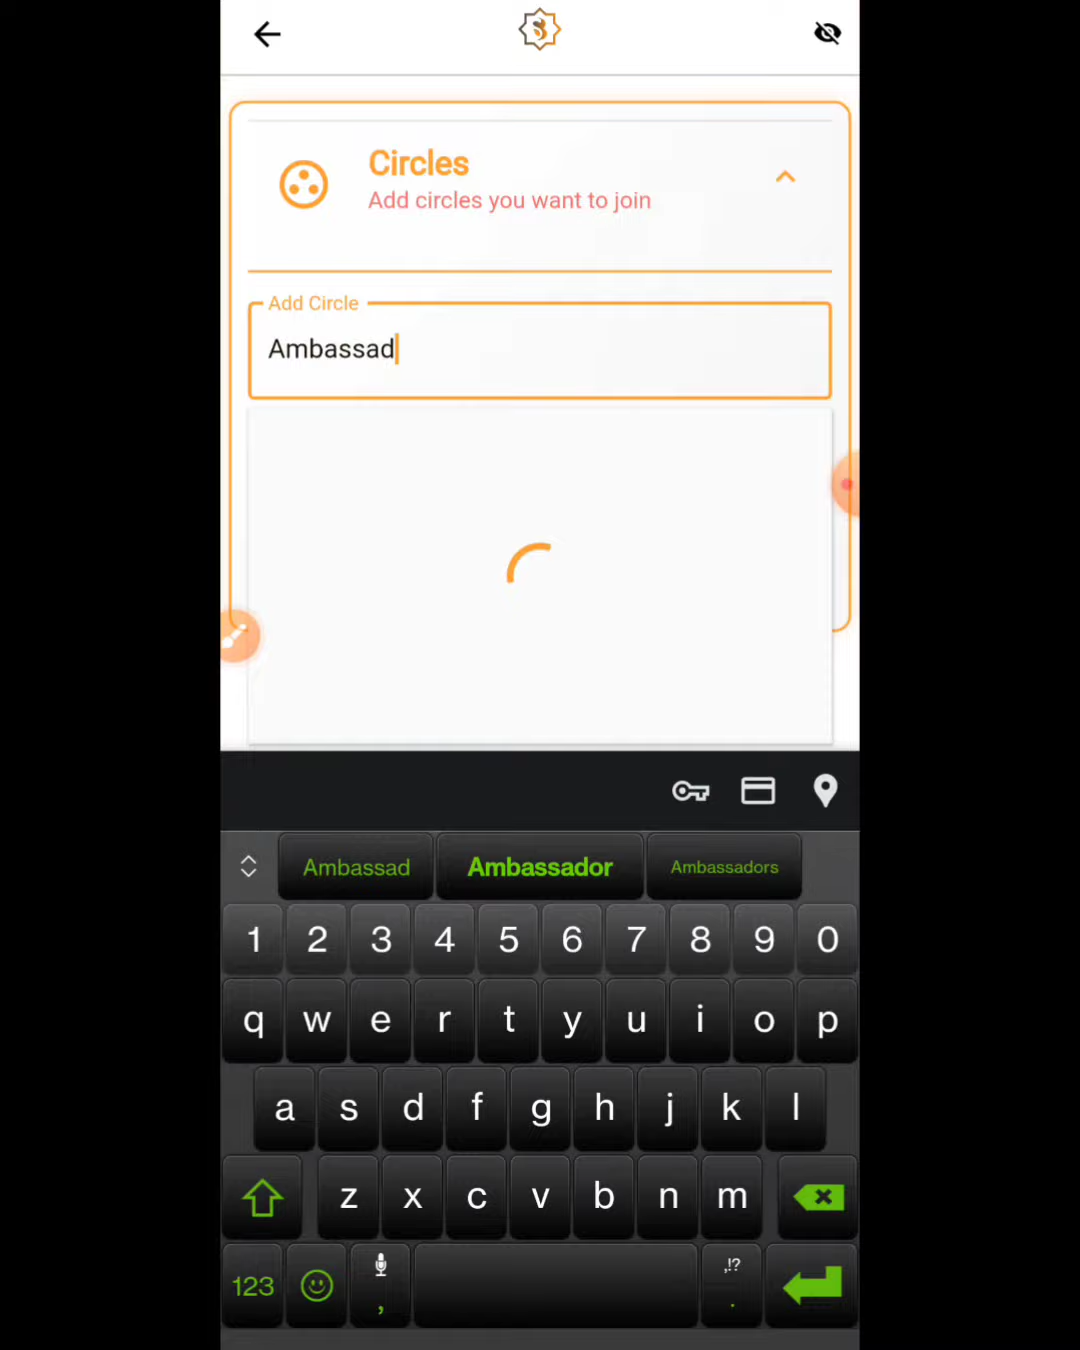 Circles
Add circles you want to join
Add Circle
Ambassad
Ambassad Ambassador Ambassadors
1 2 3 4 5 6 7 8 9 0
q w e r t y u i o p
a s d f g h j k l
z x c v b n m
123 , ,!? .